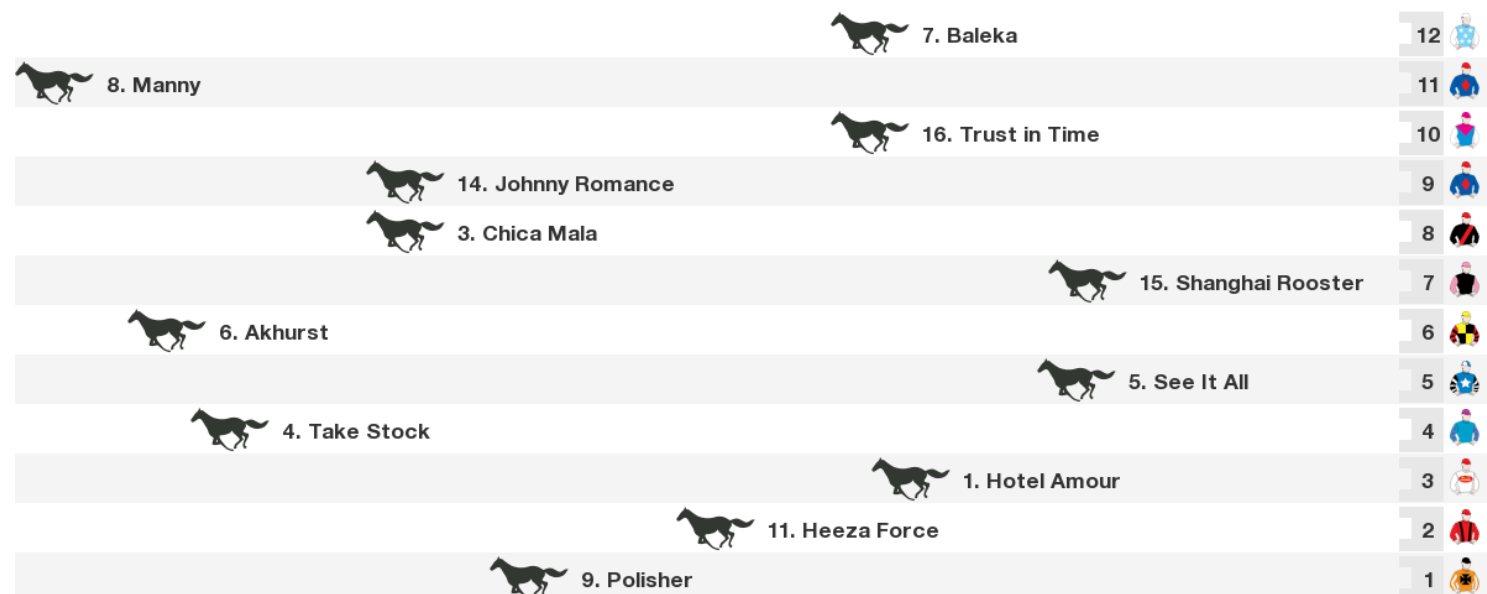 7. Baleka 12
8. Manny 11
16. Trust in Time 10
14. Johnny Romance 9
3. Chica Mala 8
15. Shanghai Rooster 7
6. Akhurst 6
5. See It All 5
4. Take Stock 4
1. Hotel Amour 3
11. Heeza Force 2
9. Polisher 1